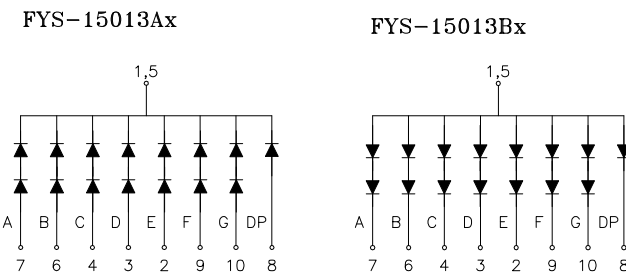 FYS-15013Ax
FYS-15013Bx
1,5
1,5
A B C D E F G DP
A B C D E F G DP
7 6 4 3 2 9 10 8
7 6 4 3 2 9 10 8